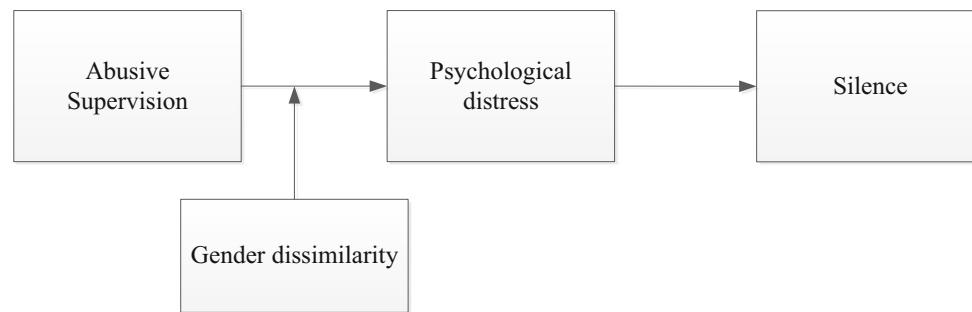 Abusive
Supervision
Psychological
distress
Silence
Gender dissimilarity